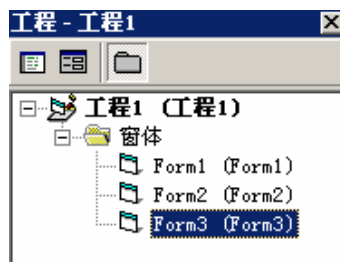 工程 - 工程1
工程1 (工程1)
窗体
Form1 (Form1)
Form2 (Form2)
Form3 (Form3)